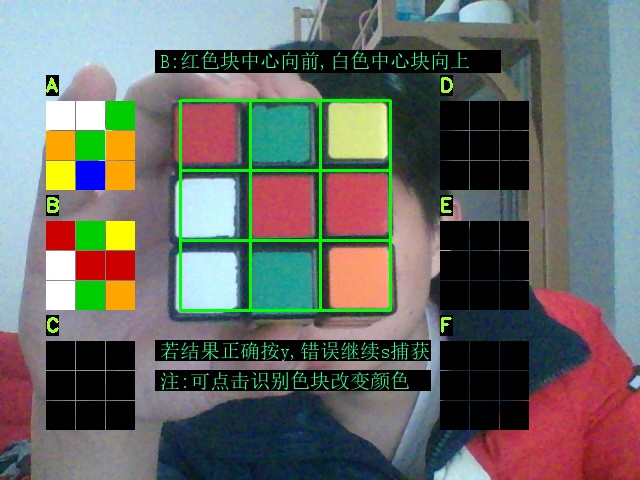 B:红色块中心向前,白色中心块向上
A
D
B
E
C
F
若结果正确按y,错误继续s捕获
注:可点击识别色块改变颜色